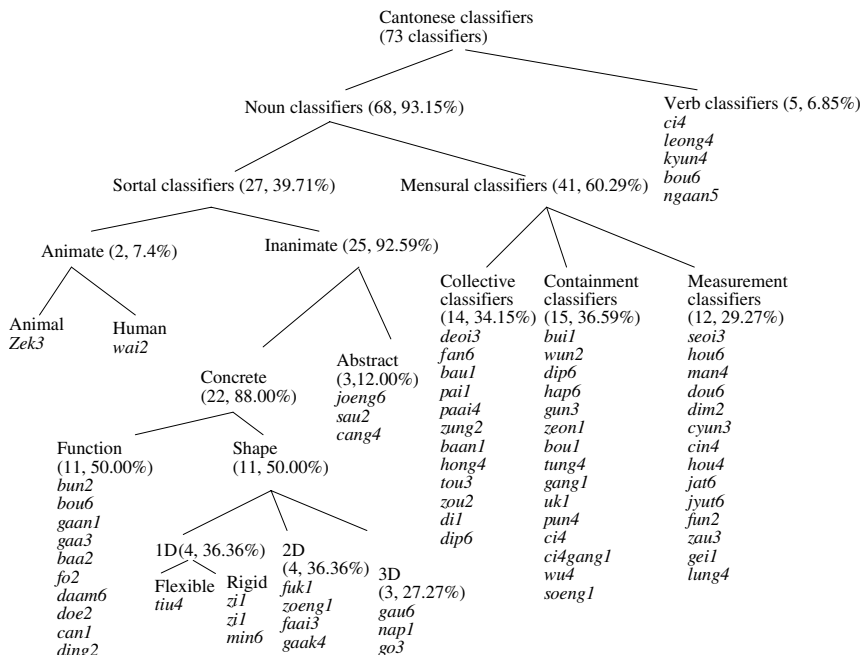 Cantonese classifiers
(73 classifiers)
Noun classifiers (68, 93.15%)
Verb classifiers (5, 6.85%)
ci4
leong4
kyun4
bou6
ngaan5
Sortal classifiers (27, 39.71%)
Mensural classifiers (41, 60.29%)
Animate (2, 7.4%)
Inanimate (25, 92.59%)
Animal
Zek3
Human
wai2
Concrete
(22, 88.00%)
Abstract
(3,12.00%)
joeng6
sau2
cang4
Function
(11, 50.00%)
bun2
bou6
gaan1
gaa3
baa2
fo2
daam6
doe2
can1
ding2
Shape
(11, 50.00%)
1D(4, 36.36%)
Flexible
tiu4
Rigid
zi1
zi1
min6
2D
(4, 36.36%)
fuk1
zoeng1
faai3
gaak4
3D
(3, 27.27%)
gau6
nap1
go3
Collective
classifiers
(14, 34.15%)
deoi3
fan6
bau1
pai1
paai4
zung2
baan1
hong4
tou3
zou2
di1
dip6
Containment
classifiers
(15, 36.59%)
bui1
wun2
dip6
hap6
gun3
zeon1
bou1
tung4
gang1
uk1
pun4
ci4
ci4gang1
wu4
soeng1
Measurement
classifiers
(12, 29.27%)
seoi3
hou6
man4
dou6
dim2
cyun3
cin4
hou4
jat6
jyut6
fun2
zau3
gei1
lung4